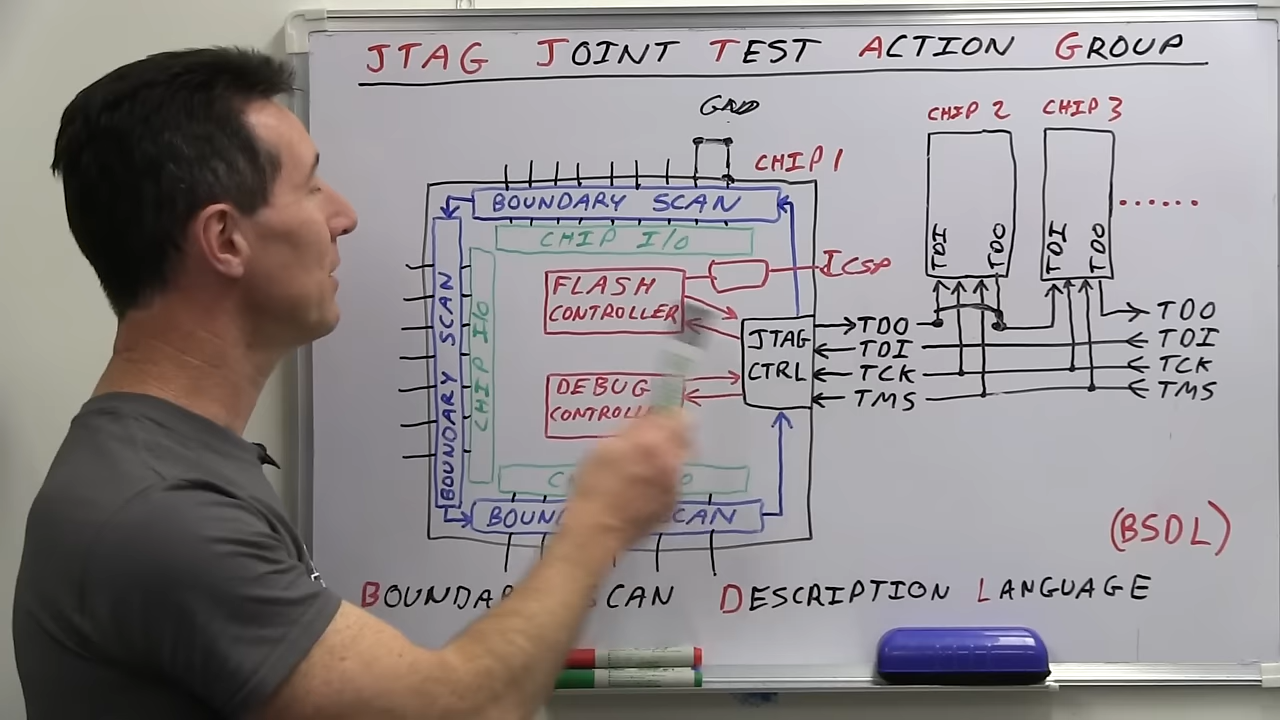 JTAG JOINT TEST ACTION GROUP
GND
CHIP 1
CHIP 2
CHIP 3
BOUNDARY SCAN
CHIP I/O
BOUNDARY SCAN
CHIP I/O
FLASH
CONTROLLER
ICSP
JTAG
CTRL
DEBUG
TDI
TDO
TDI
TDO
......
TDO
TDI
TCK
TMS
TDO
TDI
TCK
TMS
(BSDL)
SCAN DESCRIPTION LANGUAGE